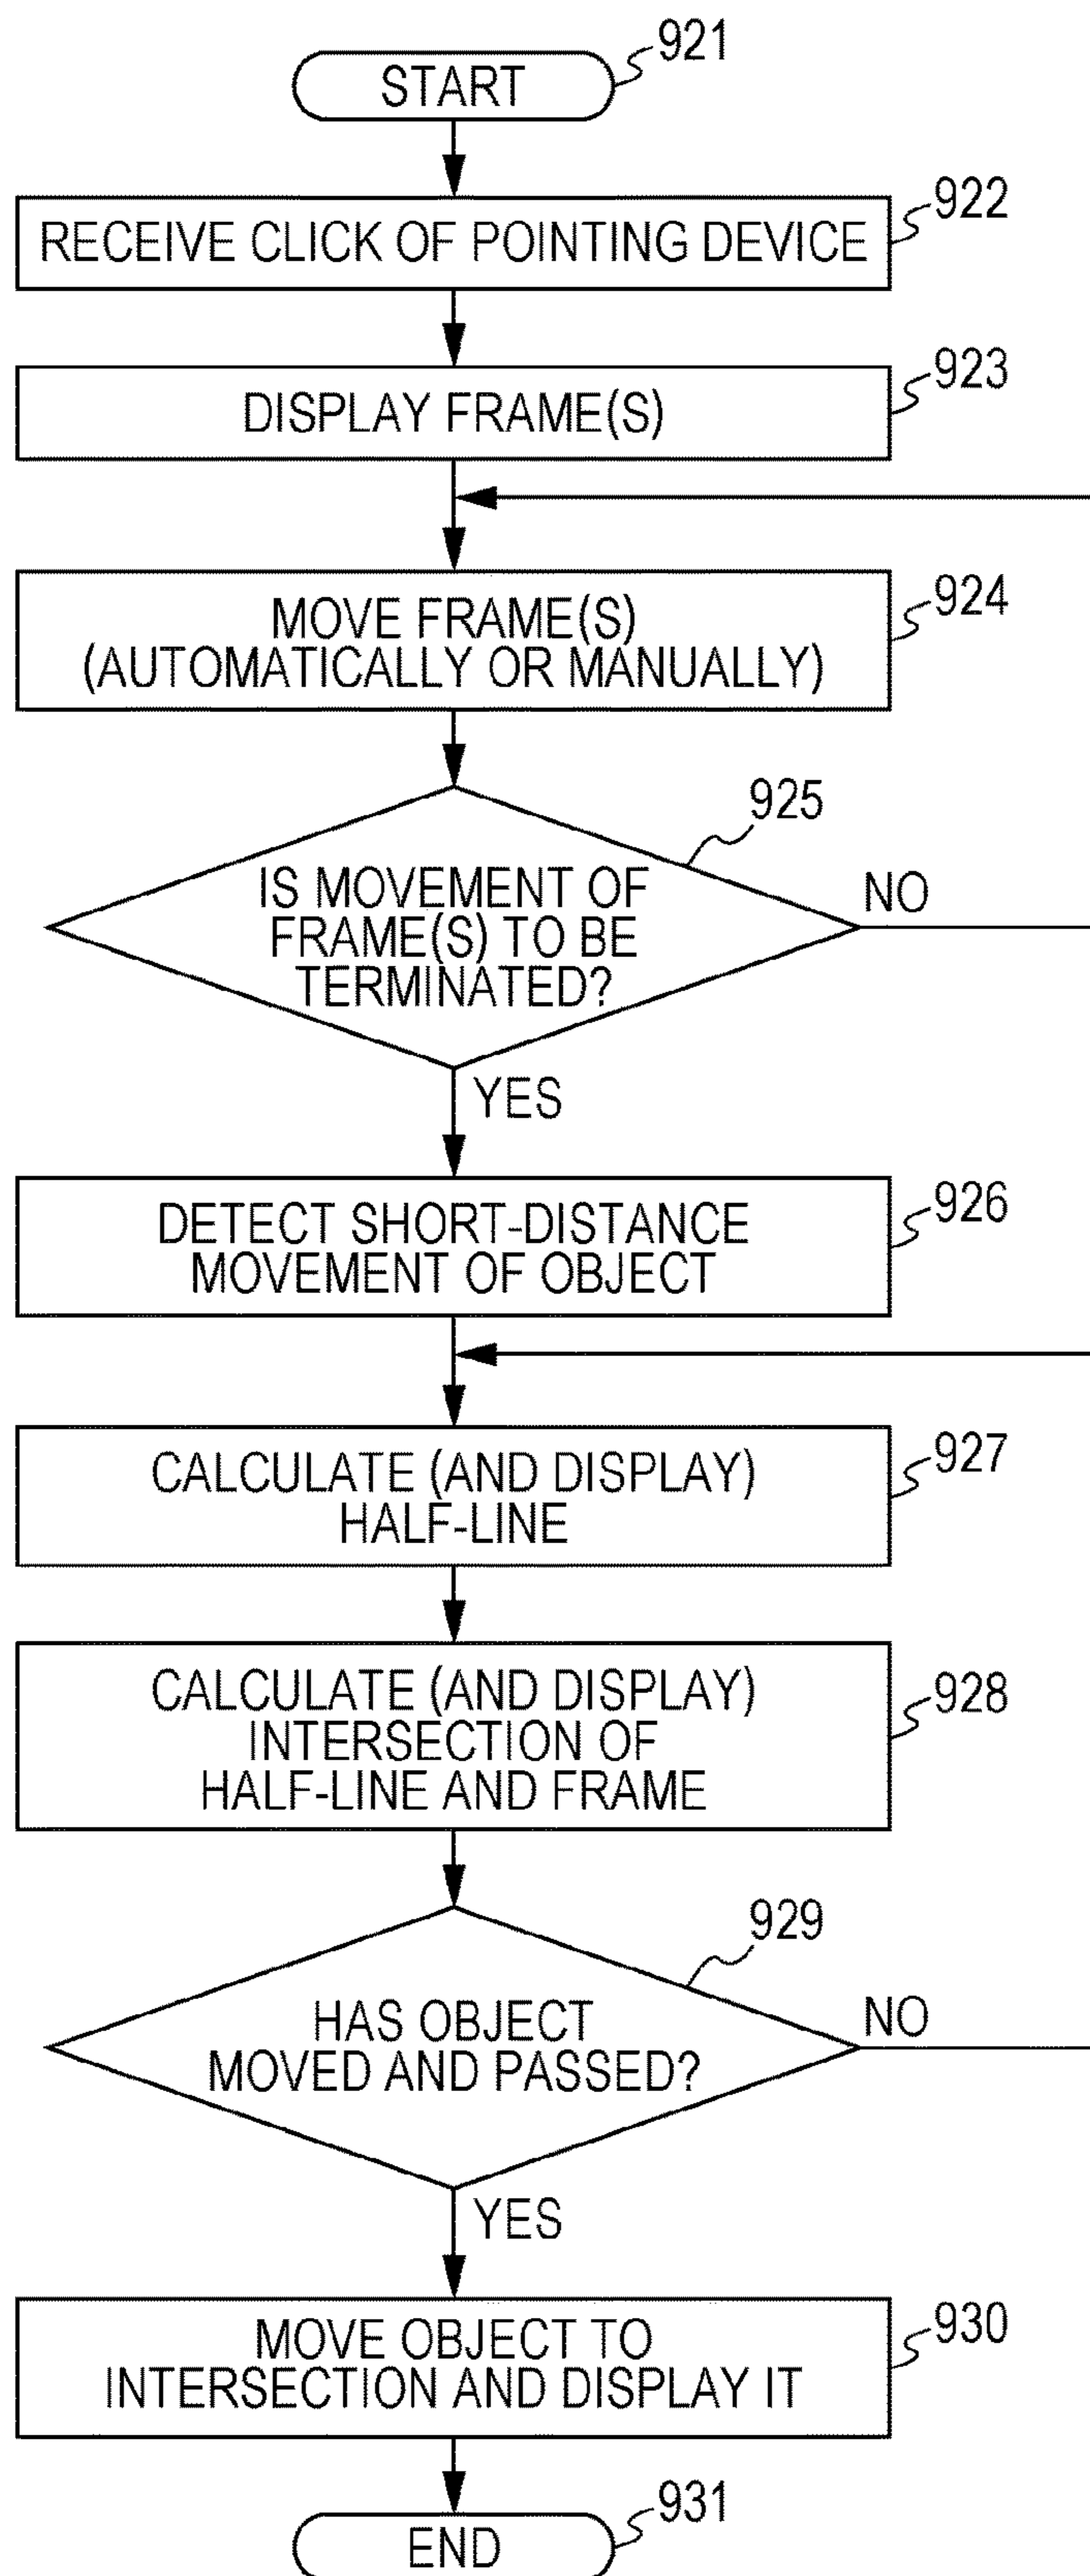 921
START
922
RECEIVE CLICK OF POINTING DEVICE
923
DISPLAY FRAME(S)
924
MOVE FRAME(S)
(AUTOMATICALLY OR MANUALLY)
925
IS MOVEMENT OF
FRAME(S) TO BE
TERMINATED?
NO
YES
926
DETECT SHORT-DISTANCE
MOVEMENT OF OBJECT
927
CALCULATE (AND DISPLAY)
HALF-LINE
928
CALCULATE (AND DISPLAY)
INTERSECTION OF
HALF-LINE AND FRAME
929
HAS OBJECT
MOVED AND PASSED?
NO
YES
930
MOVE OBJECT TO
INTERSECTION AND DISPLAY IT
931
END